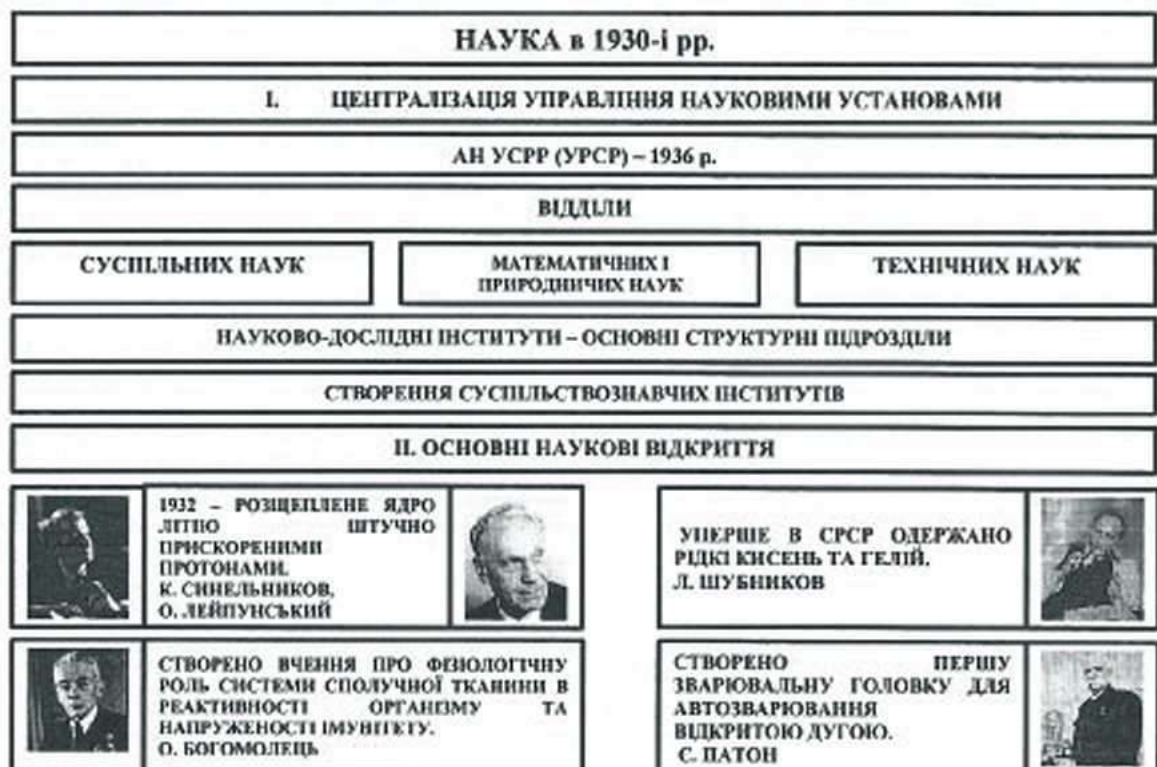 НАУКА в 1930-і рр.
І. ЦЕНТРАЛІЗАЦІЯ УПРАВЛІННЯ НАУКОВИМИ УСТАНОВАМИ
АН УСРР (УРСР) – 1936 р.
ВІДДІЛИ
СУСПІЛЬНИХ НАУК
МАТЕМАТИЧНИХ І
ПРИРОДНИЧИХ НАУК
ТЕХНІЧНИХ НАУК
НАУКОВО-ДОСЛІДНІ ІНСТИТУТИ – ОСНОВНІ СТРУКТУРНІ ПІДРОЗДІЛИ
СТВОРЕННЯ СУСПІЛЬСТВОЗНАВЧИХ ІНСТИТУТІВ
ІІ. ОСНОВНІ НАУКОВІ ВІДКРИТТЯ
1932 – РОЗЩЕПЛЕНЕ ЯДРО
ЛІТІЮ ШТУЧНО
ПРИСКОРЕНИМИ
ПРОТОНАМИ.
К. СИНЕЛЬНИКОВ,
О. ЛЕЙПУНСЬКИЙ
УПЕРШЕ В СРСР ОДЕРЖАНО
РІДКІ КИСЕНЬ ТА ГЕЛІЙ.
Л. ШУБНИКОВ
СТВОРЕНО ВЧЕННЯ ПРО ФІЗІОЛОГІЧНУ
РОЛЬ СИСТЕМИ СПОЛУЧНОЇ ТКАНИНИ В
РЕАКТИВНОСТІ ОРГАНІЗМУ ТА
НАПРУЖЕНОСТІ ІМУНІТЕТУ.
О. БОГОМОЛЕЦЬ
СТВОРЕНО ПЕРШУ
ЗВАРЮВАЛЬНУ ГОЛОВКУ ДЛЯ
АВТОЗВАРЮВАННЯ
ВІДКРИТОЮ ДУГОЮ.
Є. ПАТОН